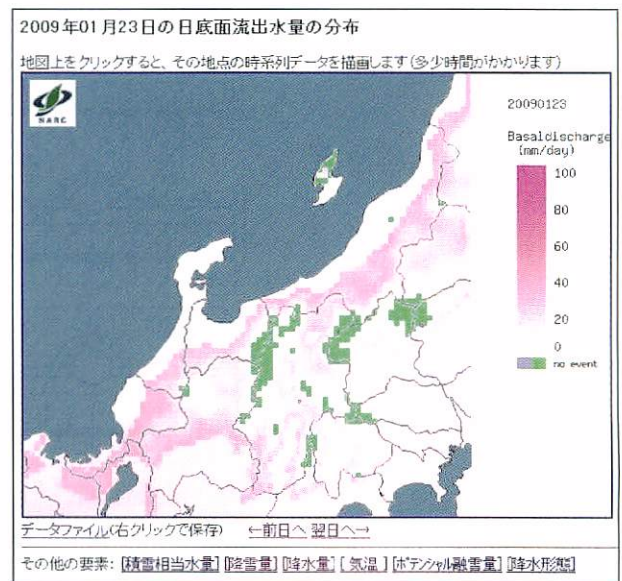 2009年01月23日の日底面流出水量の分布
地図上をクリックすると、その地点の時系列データを描画します(多少時間がかかります)
NARC
20090123
Basaldischarge
(mm/day)
100
80
60
40
20
0
no event
データファイル(右クリックで保存) ←前日へ 翌日へ→
その他の要素: [積雪相当水量] [降雪量] [降水量] [ 気温 ] [ポテンシャル融雪量] [降水形態]